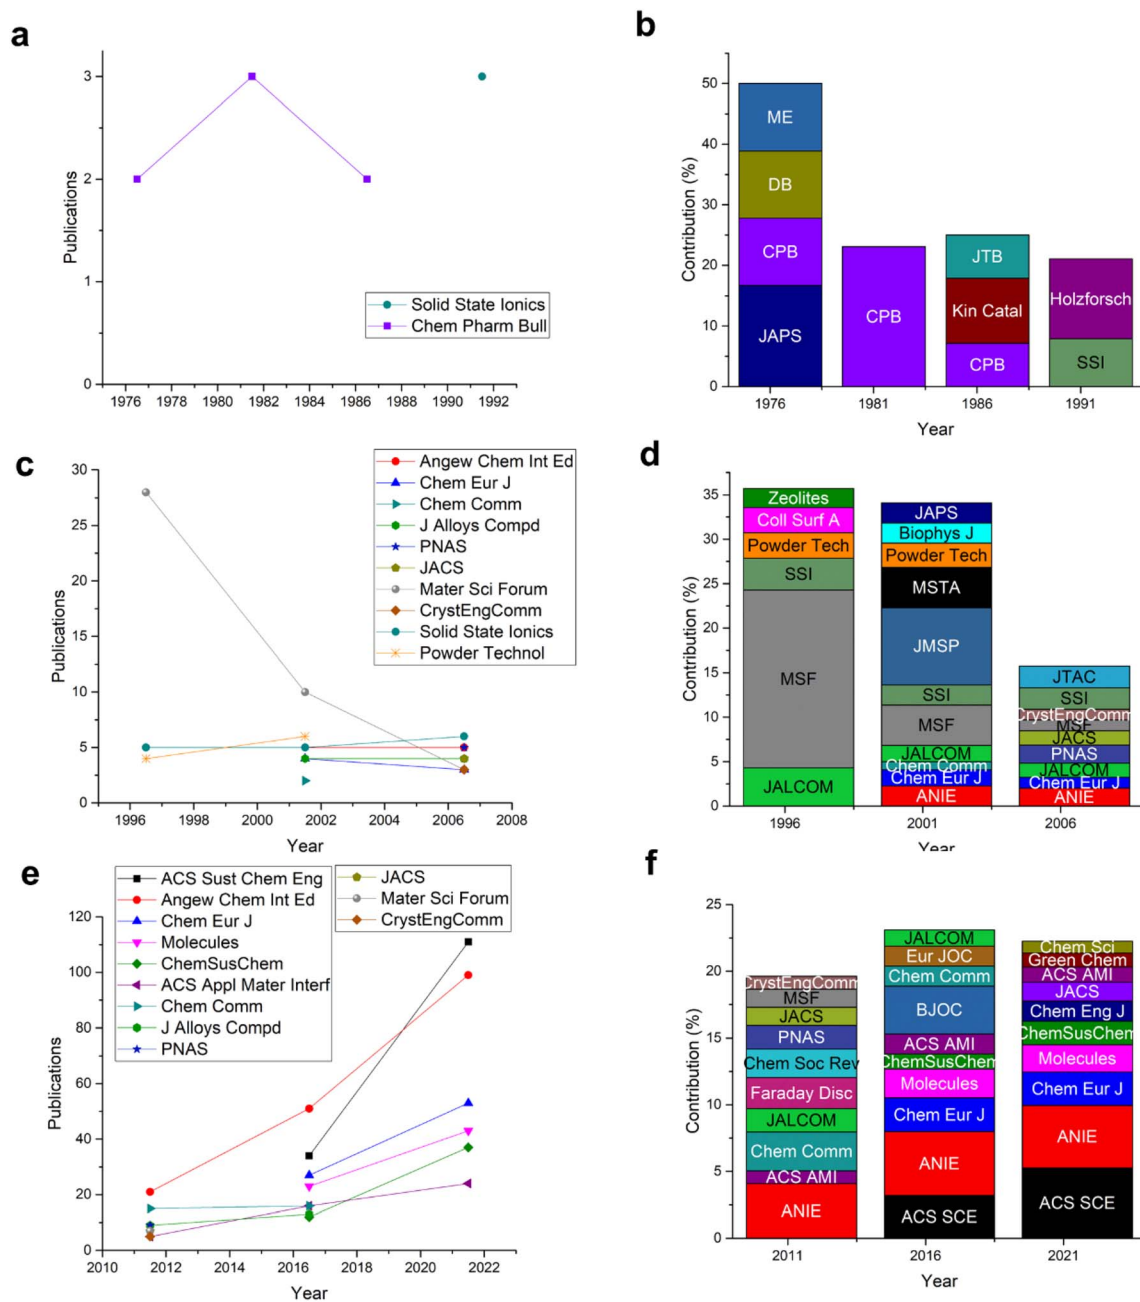 a
Publications
3
2
1
0
Solid State Ionics
Chem Pharm Bull
1976 1978 1980 1982 1984 1986 1988 1990 1992
Year
b
Contribution (%)
50
40
30
20
10
0
ME
DB
CPB
JAPS
CPB
JTB
Kin Catal
CPB
Holzforsch
SSI
1976 1981 1986 1991
Year
c
Publications
30
25
20
15
10
5
0
Angew Chem Int Ed
Chem Eur J
Chem Comm
J Alloys Compd
PNAS
JACS
Mater Sci Forum
CrystEngComm
Solid State Ionics
Powder Technol
1996 1998 2000 2002 2004 2006 2008
Year
d
Contribution (%)
35
30
25
20
15
10
5
0
Zeolites
Coll Surf A
Powder Tech
SSI
MSF
JALCOM
JAPS
Biophys J
Powder Tech
MSTA
JMSP
SSI
MSF
JALCOM
Chem Comm
Chem Eur J
ANIE
JTAC
SSI
CrystEngComm
MSF
JACS
PNAS
JALCOM
Chem Eur J
ANIE
1996 2001 2006
Year
e
ACS Sust Chem Eng
Angew Chem Int Ed
Chem Eur J
Molecules
ChemSusChem
ACS Appl Mater Interf
Chem Comm
J Alloys Compd
PNAS
JACS
Mater Sci Forum
CrystEngComm
Publications
120
100
80
60
40
20
0
2010 2012 2014 2016 2018 2020 2022
Year
f
Contribution (%)
25
20
15
10
5
0
CrystEngComm
MSF
JACS
PNAS
Chem Soc Rev
Faraday Disc
JALCOM
Chem Comm
ACS AMI
ANIE
JALCOM
Eur JOC
Chem Comm
BJOC
ACS AMI
ChemSusChem
Molecules
Chem Eur J
ANIE
ACS SCE
Chem Sci
Green Chem
ACS AMI
JACS
Chem Eng J
ChemSusChem
Molecules
Chem Eur J
ANIE
ACS SCE
2011 2016 2021
Year